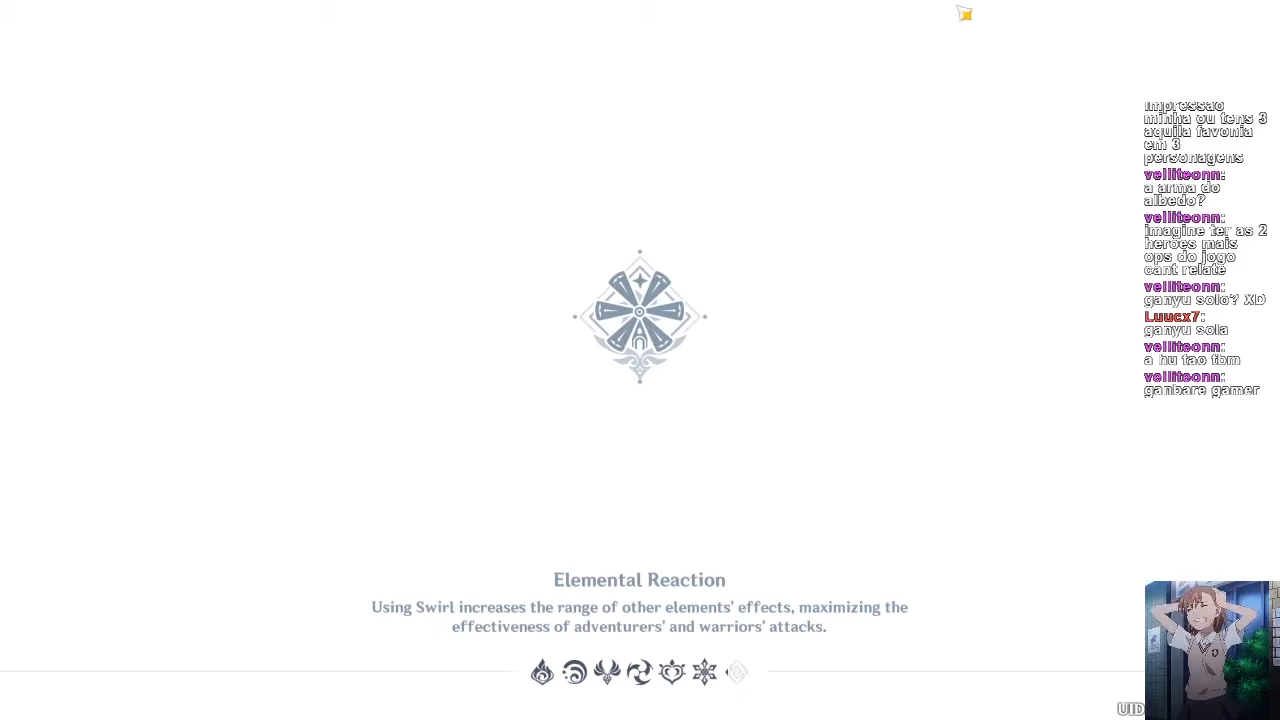 impressao
minha ou tens 3
aquila favonia
em 3
personagens
velliteonn:
a arma do
albedo?
velliteonn:
imagine ter as 2
heroes mais
ops do jogo
cant relate
velliteonn:
ganyu solo? XD
Luucx7:
ganyu sola
velliteonn:
a hu tao tbm
velliteonn:
ganbare gamer
Elemental Reaction
Using Swirl increases the range of other elements' effects, maximizing the
effectiveness of adventurers' and warriors' attacks.
UID